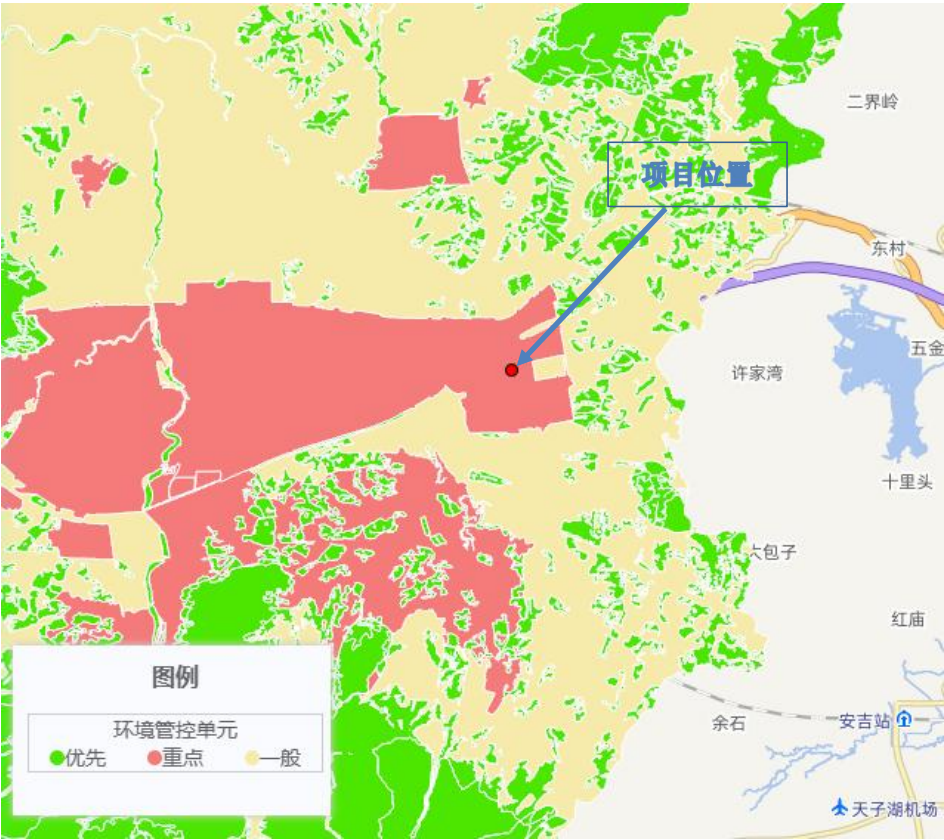 二界岭
项目位置
东村
五金
许家湾
十里头
大包子
红庙
图例
环境管控单元
优先 重点 一般
余石
安吉站
天子湖机场